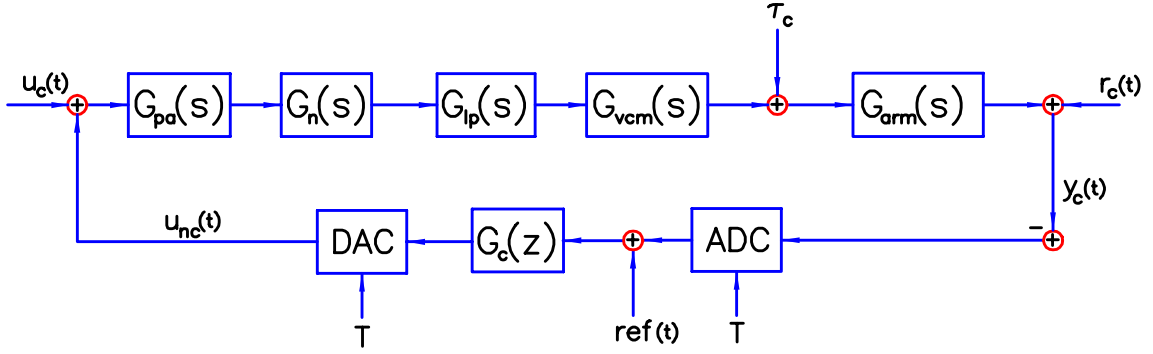 τc
uc(t)
+ Gpa(s) Gn(s) Glp(s) Gvcm(s) + Garm(s) + rc(t)
yc(t)
unc(t)
DAC Gc(z) + ADC − +
T ref(t) T